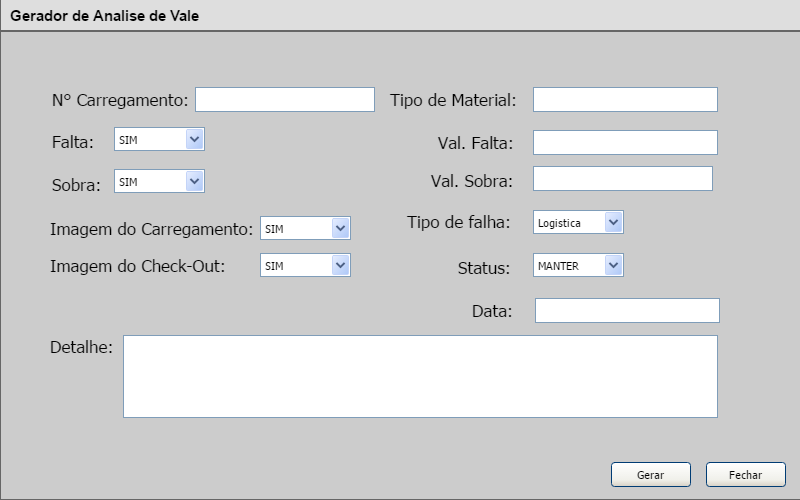 Gerador de Analise de Vale
N° Carregamento: Tipo de Material:
Falta: SIM Val. Falta:
Sobra: SIM Val. Sobra:
Imagem do Carregamento: SIM Tipo de falha: Logistica
Imagem do Check-Out: SIM Status: MANTER
Data:
Detalhe:
Gerar Fechar